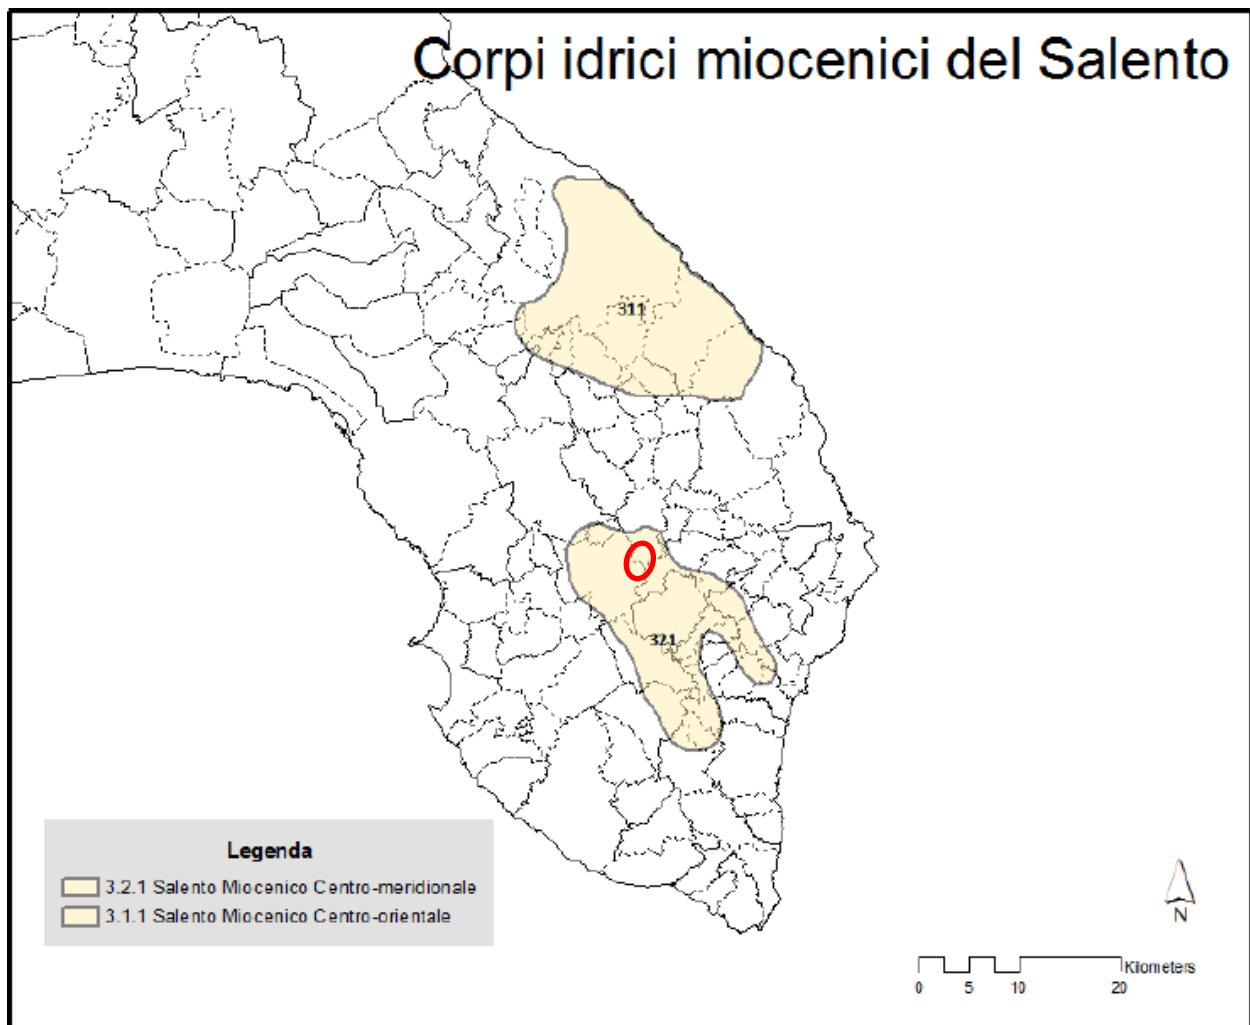 Corpi idrici miocenici del Salento
311
321
Legenda
3.2.1 Salento Miocenico Centro-meridionale
3.1.1 Salento Miocenico Centro-orientale
N
Kilometers
0 5 10 20